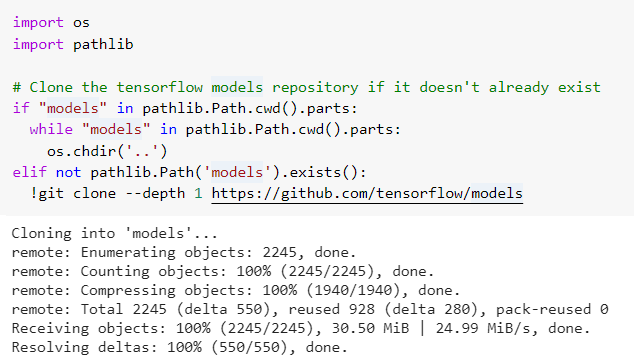 import os
import pathlib
# Clone the tensorflow models repository if it doesn't already exist
if "models" in pathlib.Path.cwd().parts:
  while "models" in pathlib.Path.cwd().parts:
    os.chdir('..')
elif not pathlib.Path('models').exists():
  !git clone --depth 1 https://github.com/tensorflow/models
Cloning into 'models'...
remote: Enumerating objects: 2245, done.
remote: Counting objects: 100% (2245/2245), done.
remote: Compressing objects: 100% (1940/1940), done.
remote: Total 2245 (delta 550), reused 928 (delta 280), pack-reused 0
Receiving objects: 100% (2245/2245), 30.50 MiB | 24.99 MiB/s, done.
Resolving deltas: 100% (550/550), done.